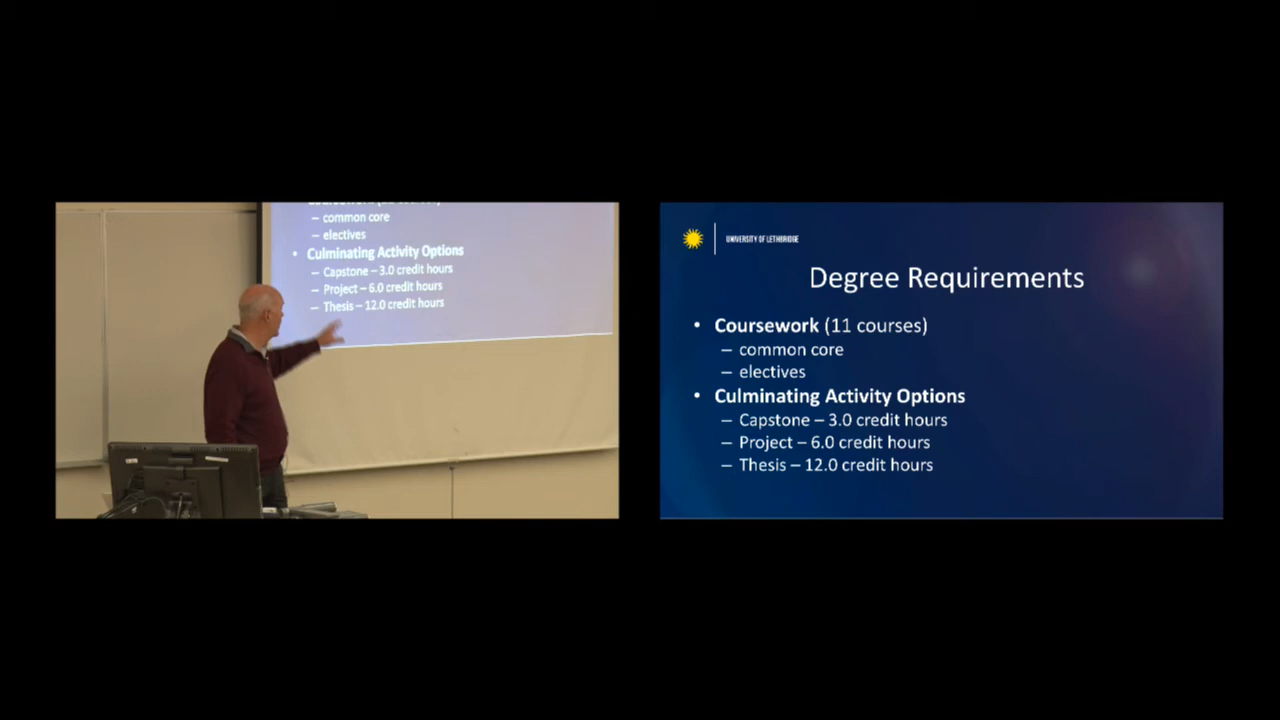 common core
– electives
• Culminating Activity Options
– Capstone – 3.0 credit hours
– Project – 6.0 credit hours
– Thesis – 12.0 credit hours
UNIVERSITY OF LETHBRIDGE
Degree Requirements
• Coursework (11 courses)
– common core
– electives
• Culminating Activity Options
– Capstone – 3.0 credit hours
– Project – 6.0 credit hours
– Thesis – 12.0 credit hours